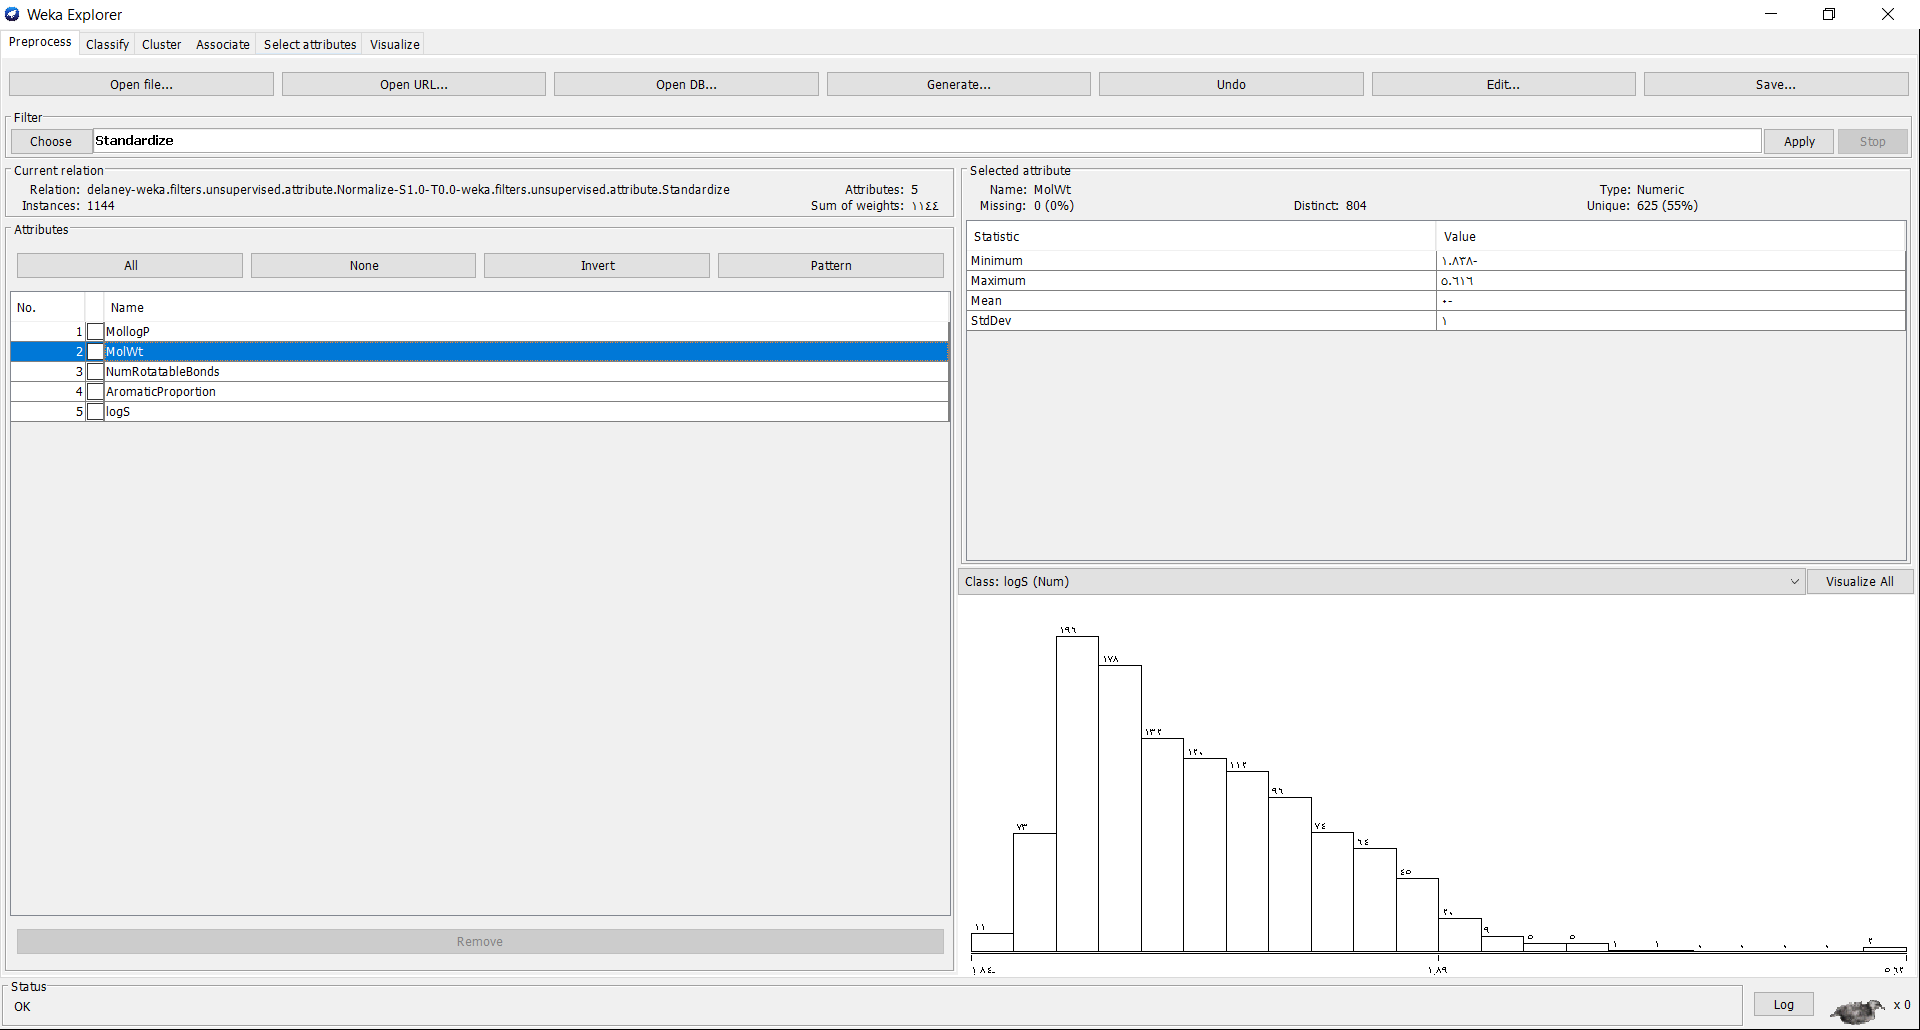 Weka Explorer
Preprocess Classify Cluster Associate Select attributes Visualize
Open file... Open URL... Open DB... Generate... Undo Edit... Save...
Filter
Choose Standardize Apply Stop
Current relation
Relation: delaney-weka.filters.unsupervised.attribute.Normalize-S1.0-T0.0-weka.filters.unsupervised.attribute.Standardize Attributes: 5
Instances: 1144 Sum of weights: ١١٤٤
Attributes
All None Invert Pattern
No. Name
1 MollogP
2 MolWt
3 NumRotatableBonds
4 AromaticProportion
5 logS
Remove
Selected attribute
Name: MolWt Type: Numeric
Missing: 0 (0%) Distinct: 804 Unique: 625 (55%)
Statistic Value
Minimum ١.٨٣٨-
Maximum ٥.٦١٦
Mean ٠-
StdDev ١
Class: logS (Num) Visualize All
١١ ٧٣ ١٩٦ ١٧٨ ١٣٢ ١٢٠ ١١٢ ٩٦ ٧٤ ٦٤ ٤٥ ٢٠ ٩ ٥ ٥ ١ ١ ٠ ٠ ٠ ٠ ٢
١.٨٤- ١.٨٩ ٥.٦٢
Status
OK Log x 0